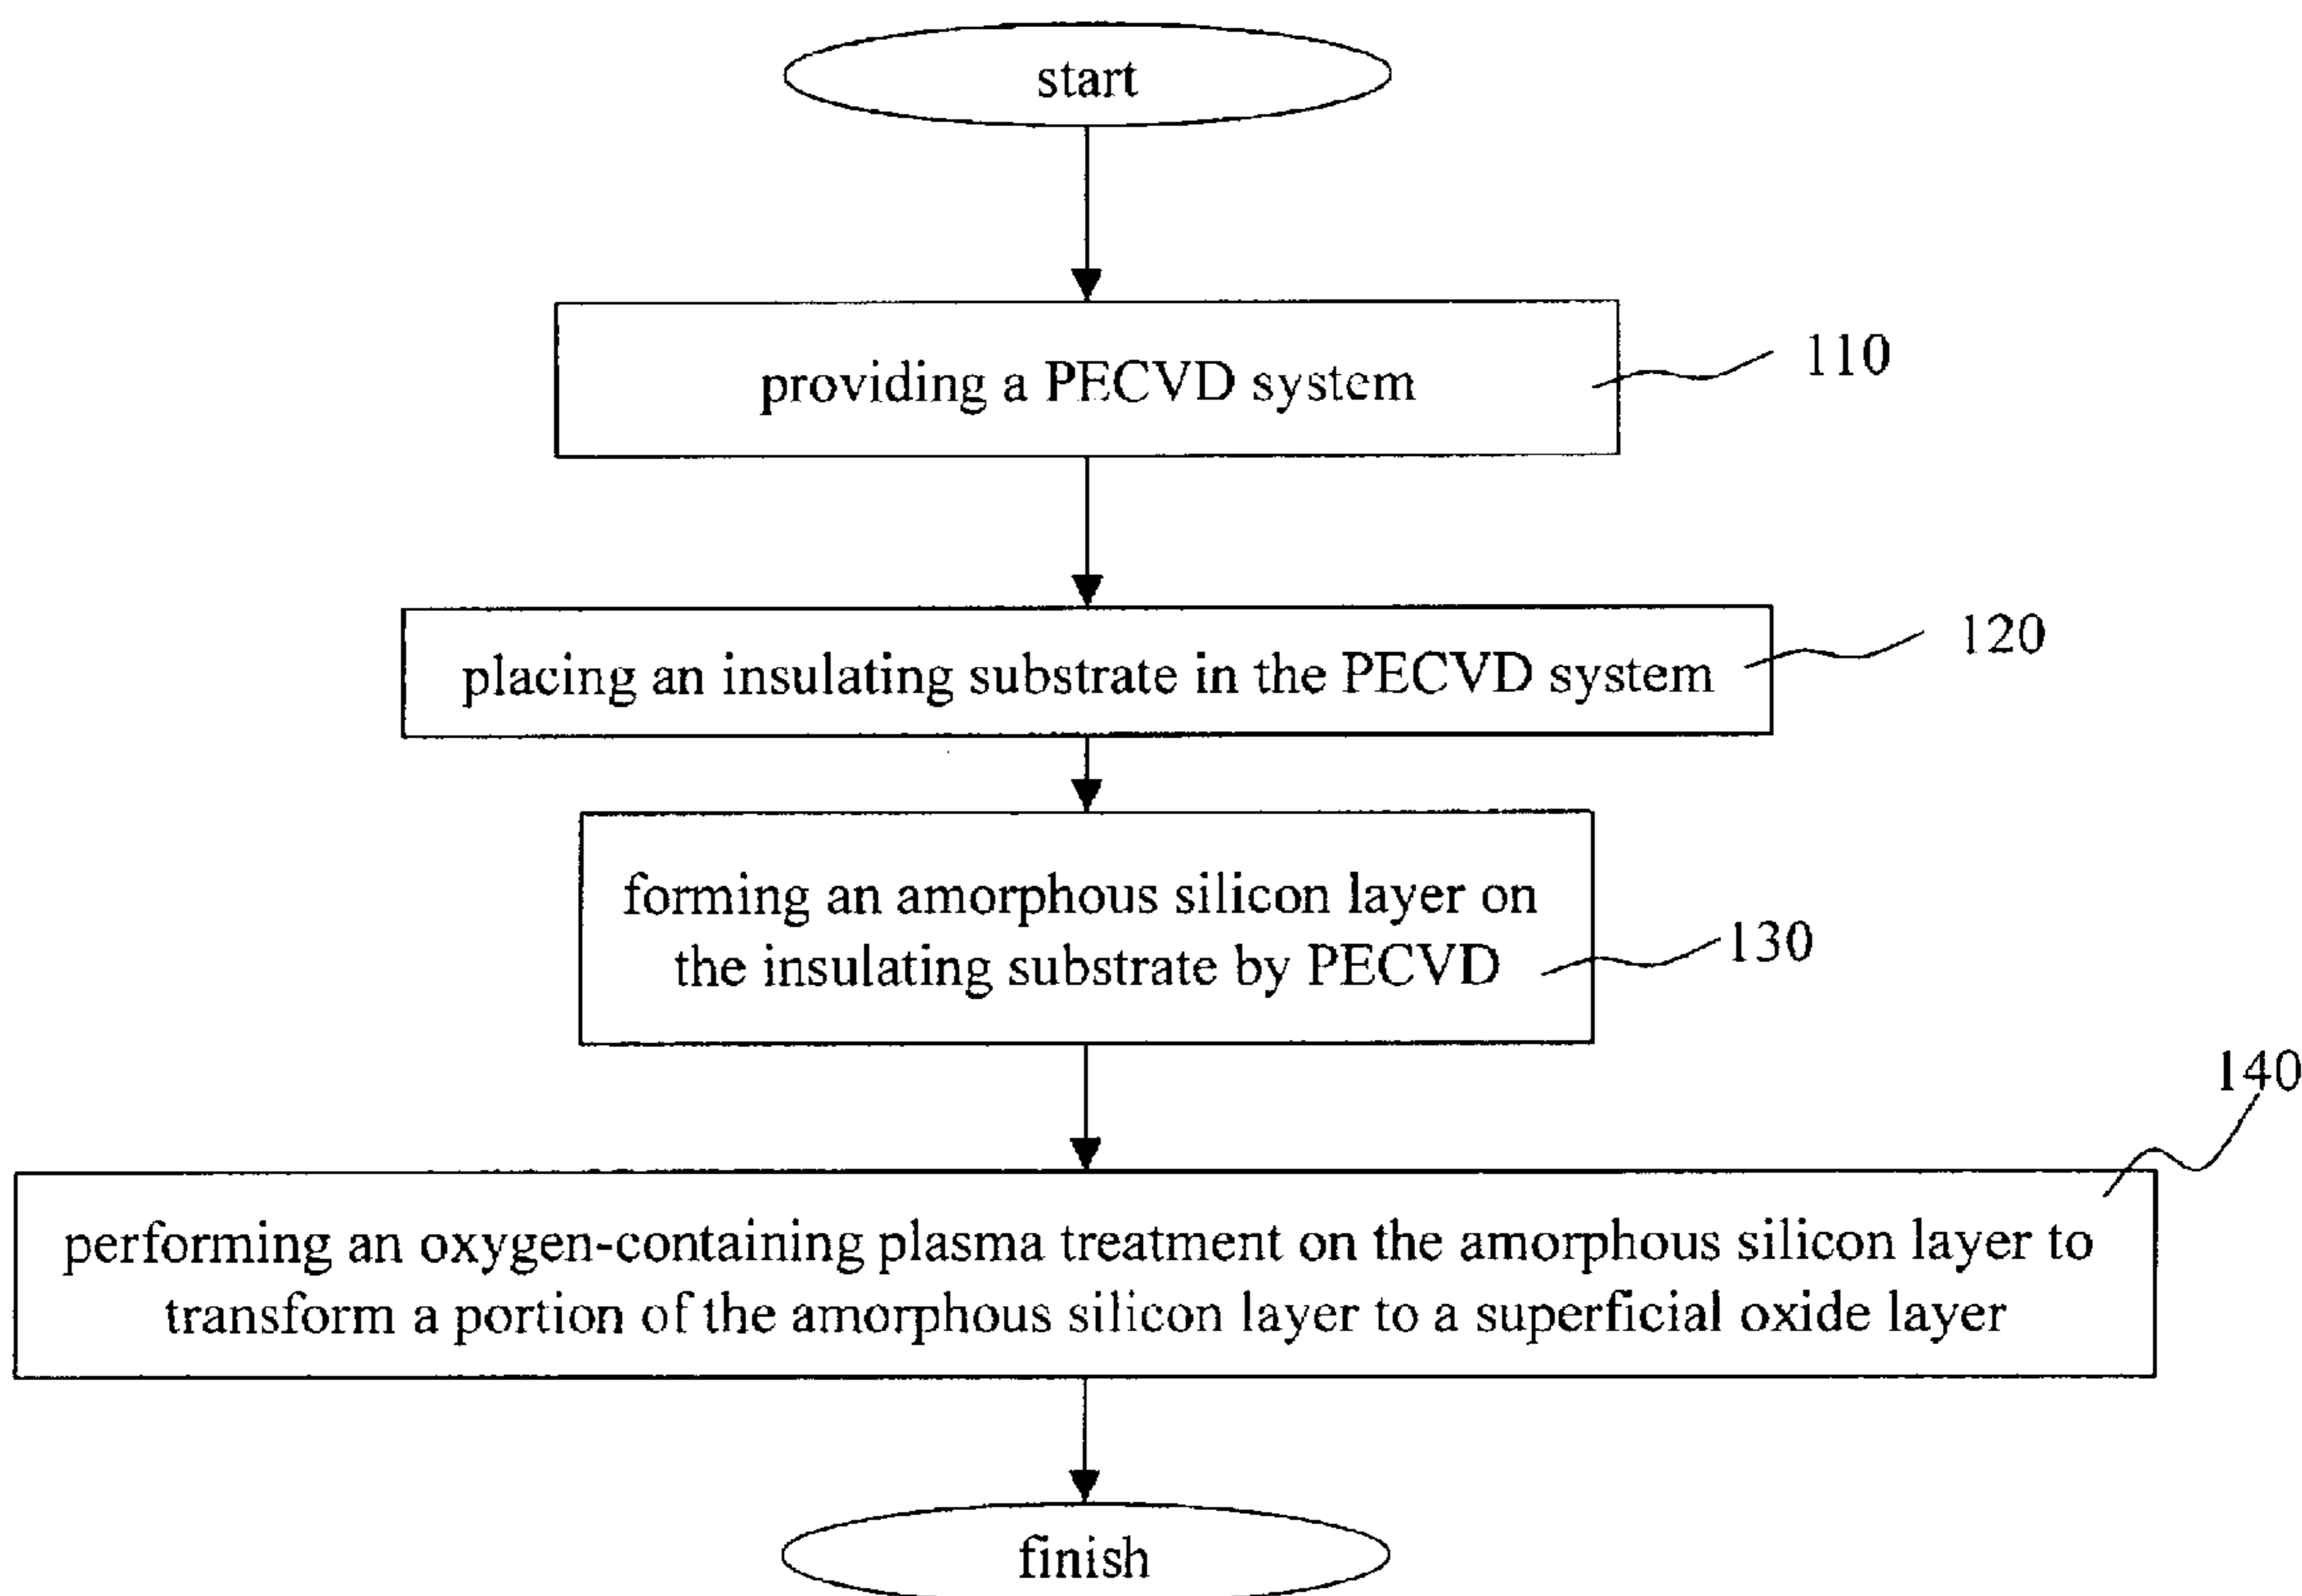 start
providing a PECVD system
110
placing an insulating substrate in the PECVD system
120
forming an amorphous silicon layer on
the insulating substrate by PECVD
130
140
performing an oxygen-containing plasma treatment on the amorphous silicon layer to
transform a portion of the amorphous silicon layer to a superficial oxide layer
finish